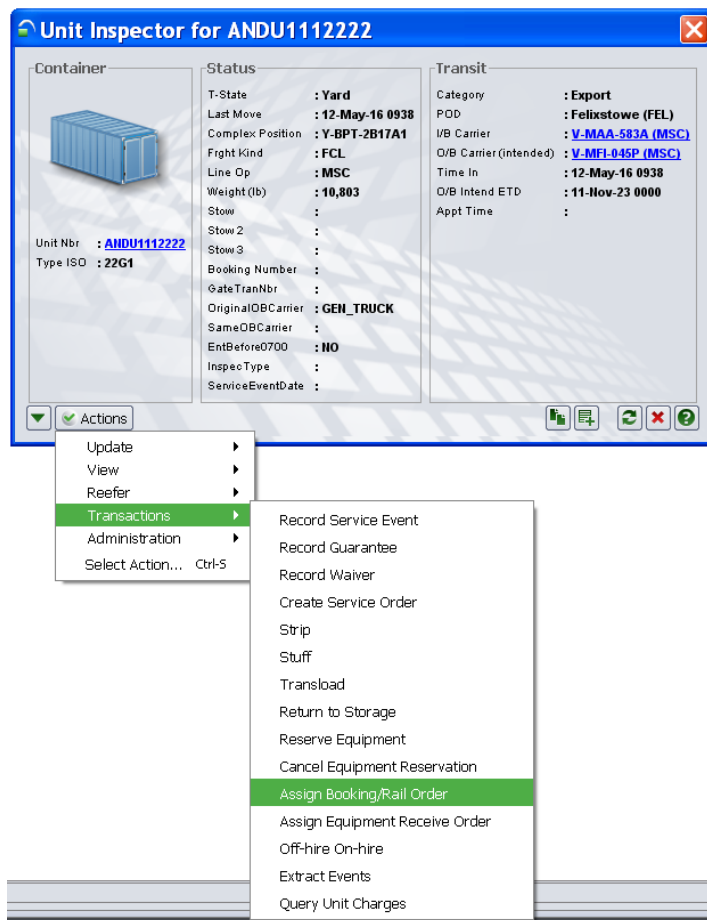 Unit Inspector for ANDU1112222
Container
Unit Nbr : ANDU1112222
Type ISO : 22G1
Status
T-State : Yard
Last Move : 12-May-16 0938
Complex Position : Y-BPT-2B17A1
Frght Kind : FCL
Line Op : MSC
Weight (lb) : 10,803
Stow :
Stow 2 :
Stow 3 :
Booking Number :
GateTranNbr :
OriginalOBCarrier : GEN_TRUCK
SameOBCarrier :
EntBefore0700 : NO
InspecType :
ServiceEventDate :
Transit
Category : Export
POD : Felixstowe (FEL)
I/B Carrier : V-MAA-583A (MSC)
O/B Carrier (intended) : V-MFI-045P (MSC)
Time In : 12-May-16 0938
O/B Intend ETD : 11-Nov-23 0000
Appt Time :
Actions
Update
View
Reefer
Transactions
Administration
Select Action... Ctrl-S
Record Service Event
Record Guarantee
Record Waiver
Create Service Order
Strip
Stuff
Transload
Return to Storage
Reserve Equipment
Cancel Equipment Reservation
Assign Booking/Rail Order
Assign Equipment Receive Order
Off-hire On-hire
Extract Events
Query Unit Charges